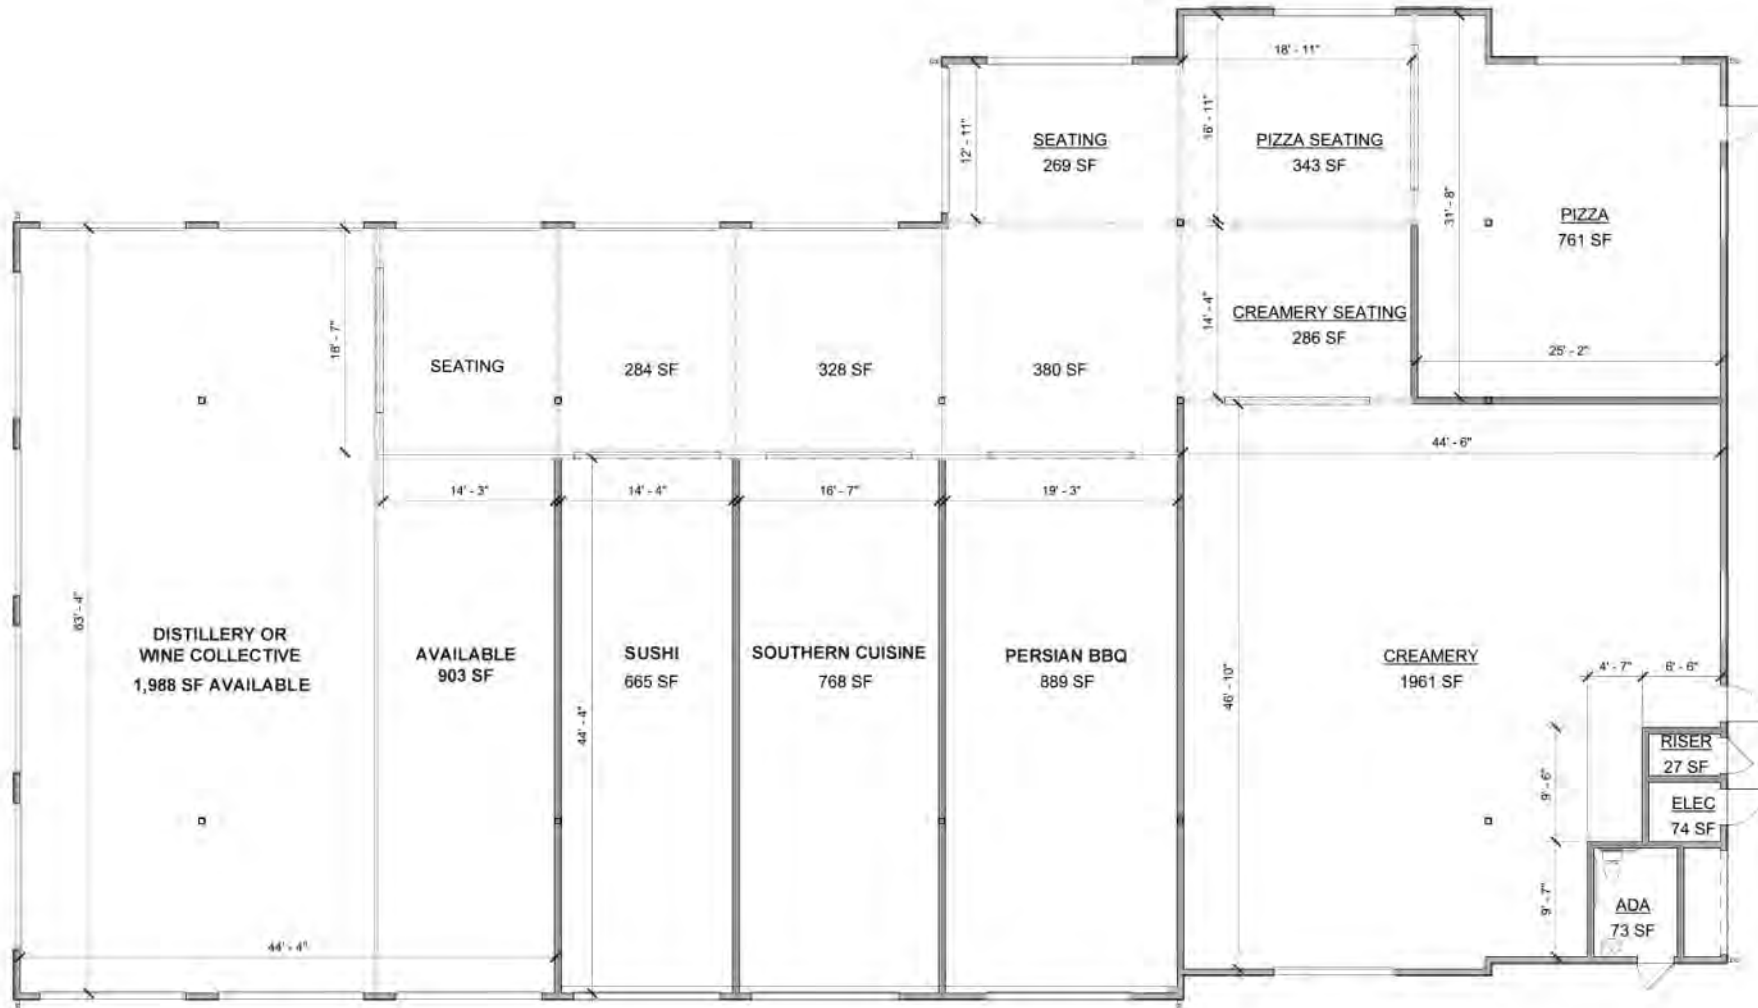 18' - 11"
12' - 11"
SEATING
269 SF
16' - 11"
PIZZA SEATING
343 SF
31' - 8"
PIZZA
761 SF
18' - 7"
SEATING
284 SF
328 SF
380 SF
14' - 4"
CREAMERY SEATING
286 SF
25' - 2"
44' - 6"
14' - 3"
14' - 4"
16' - 7"
19' - 3"
63' - 4"
DISTILLERY OR
WINE COLLECTIVE
1,988 SF AVAILABLE
AVAILABLE
903 SF
SUSHI
665 SF
44' - 4"
SOUTHERN CUISINE
768 SF
PERSIAN BBQ
889 SF
46' - 10"
CREAMERY
1961 SF
4' - 7"
6' - 6"
RISER
27 SF
9' - 6"
ELEC
74 SF
9' - 7"
ADA
73 SF
44' - 4"